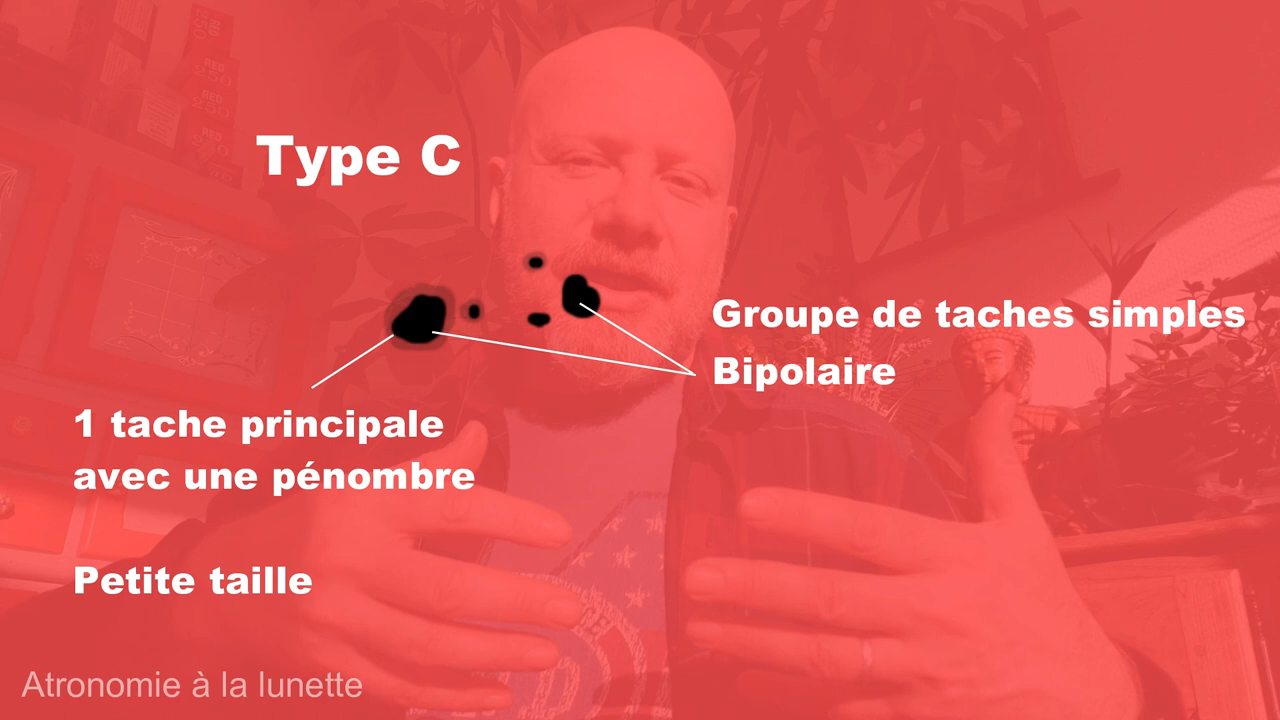 Type C
Groupe de taches simples
Bipolaire
1 tache principale
avec une pénombre
Petite taille
Atronomie à la lunette